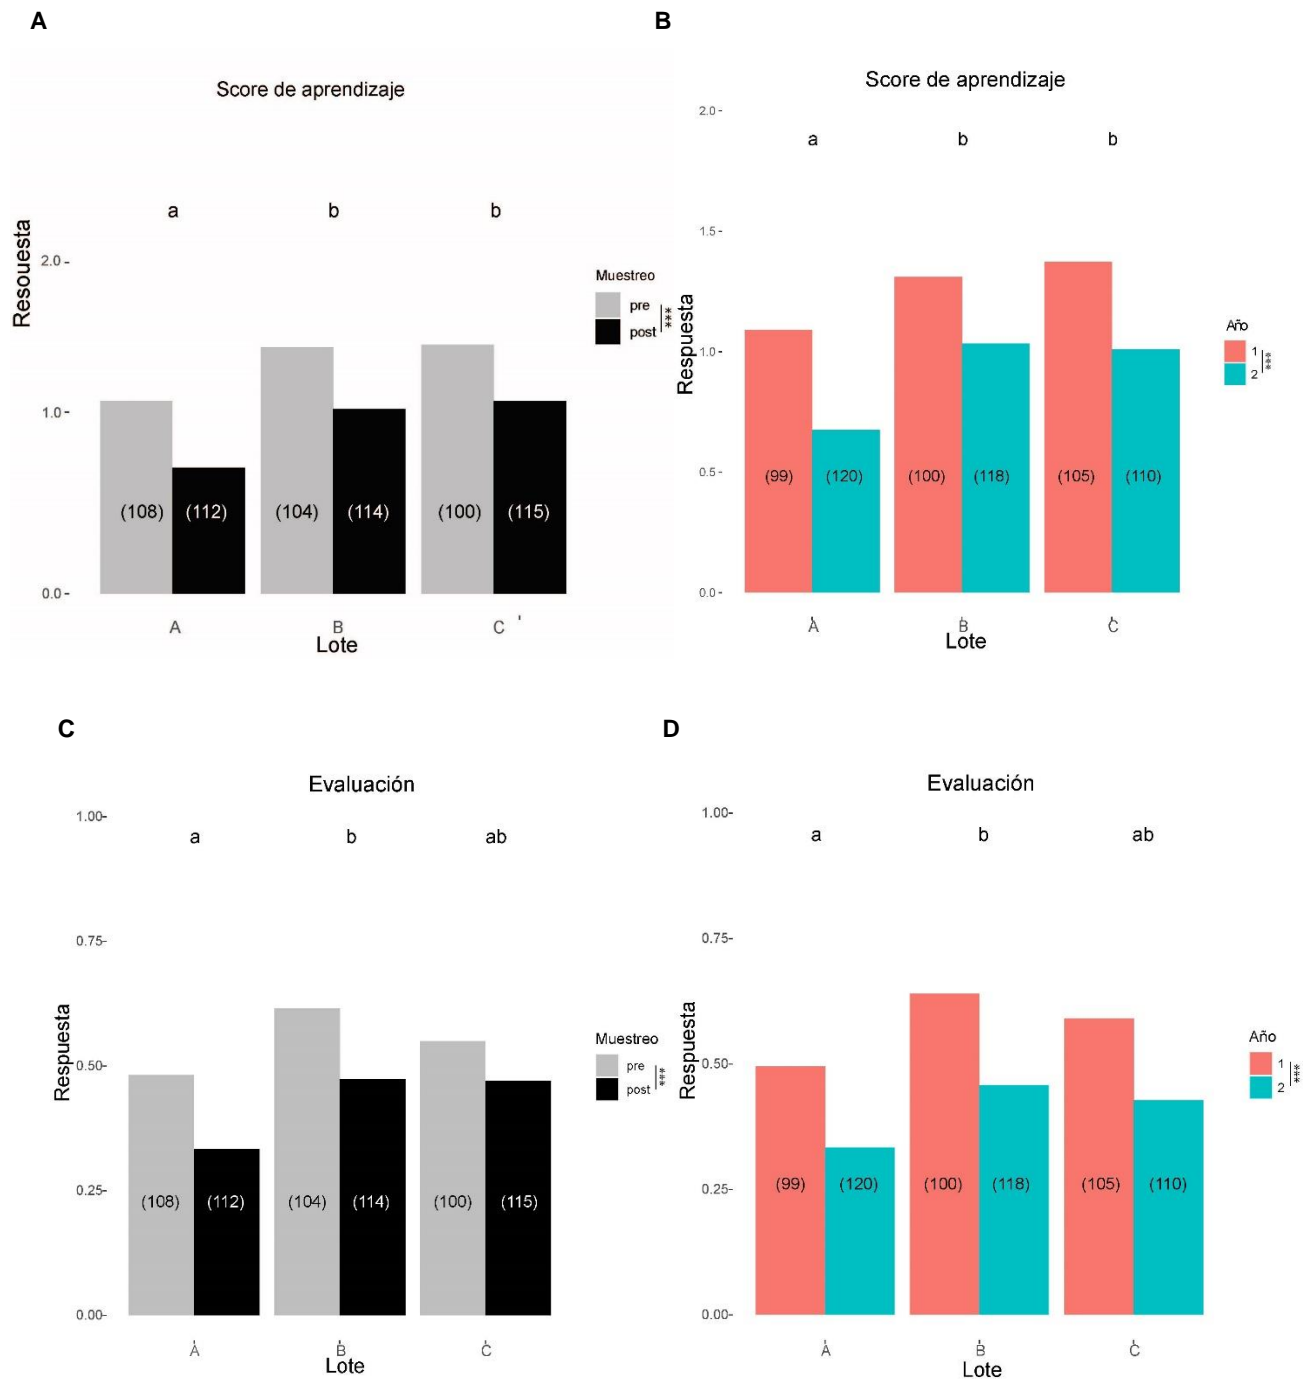 A
Score de aprendizaje
a b b
Resouesta
2.0
1.0
0.0
Muestreo
pre
post
***
(108) (112) (104) (114) (100) (115)
A B C
Lote
B
Score de aprendizaje
2.0
a b b
1.5
Respuesta
1.0
0.5
0.0
Año
1
2
***
(99) (120) (100) (118) (105) (110)
A B C
Lote
C
Evaluación
1.00
a b ab
0.75
Respuesta
0.50
0.25
0.00
Muestreo
pre
post
***
(108) (112) (104) (114) (100) (115)
A B C
Lote
D
Evaluación
1.00
a b ab
0.75
Respuesta
0.50
0.25
0.00
Año
1
2
***
(99) (120) (100) (118) (105) (110)
A B C
Lote